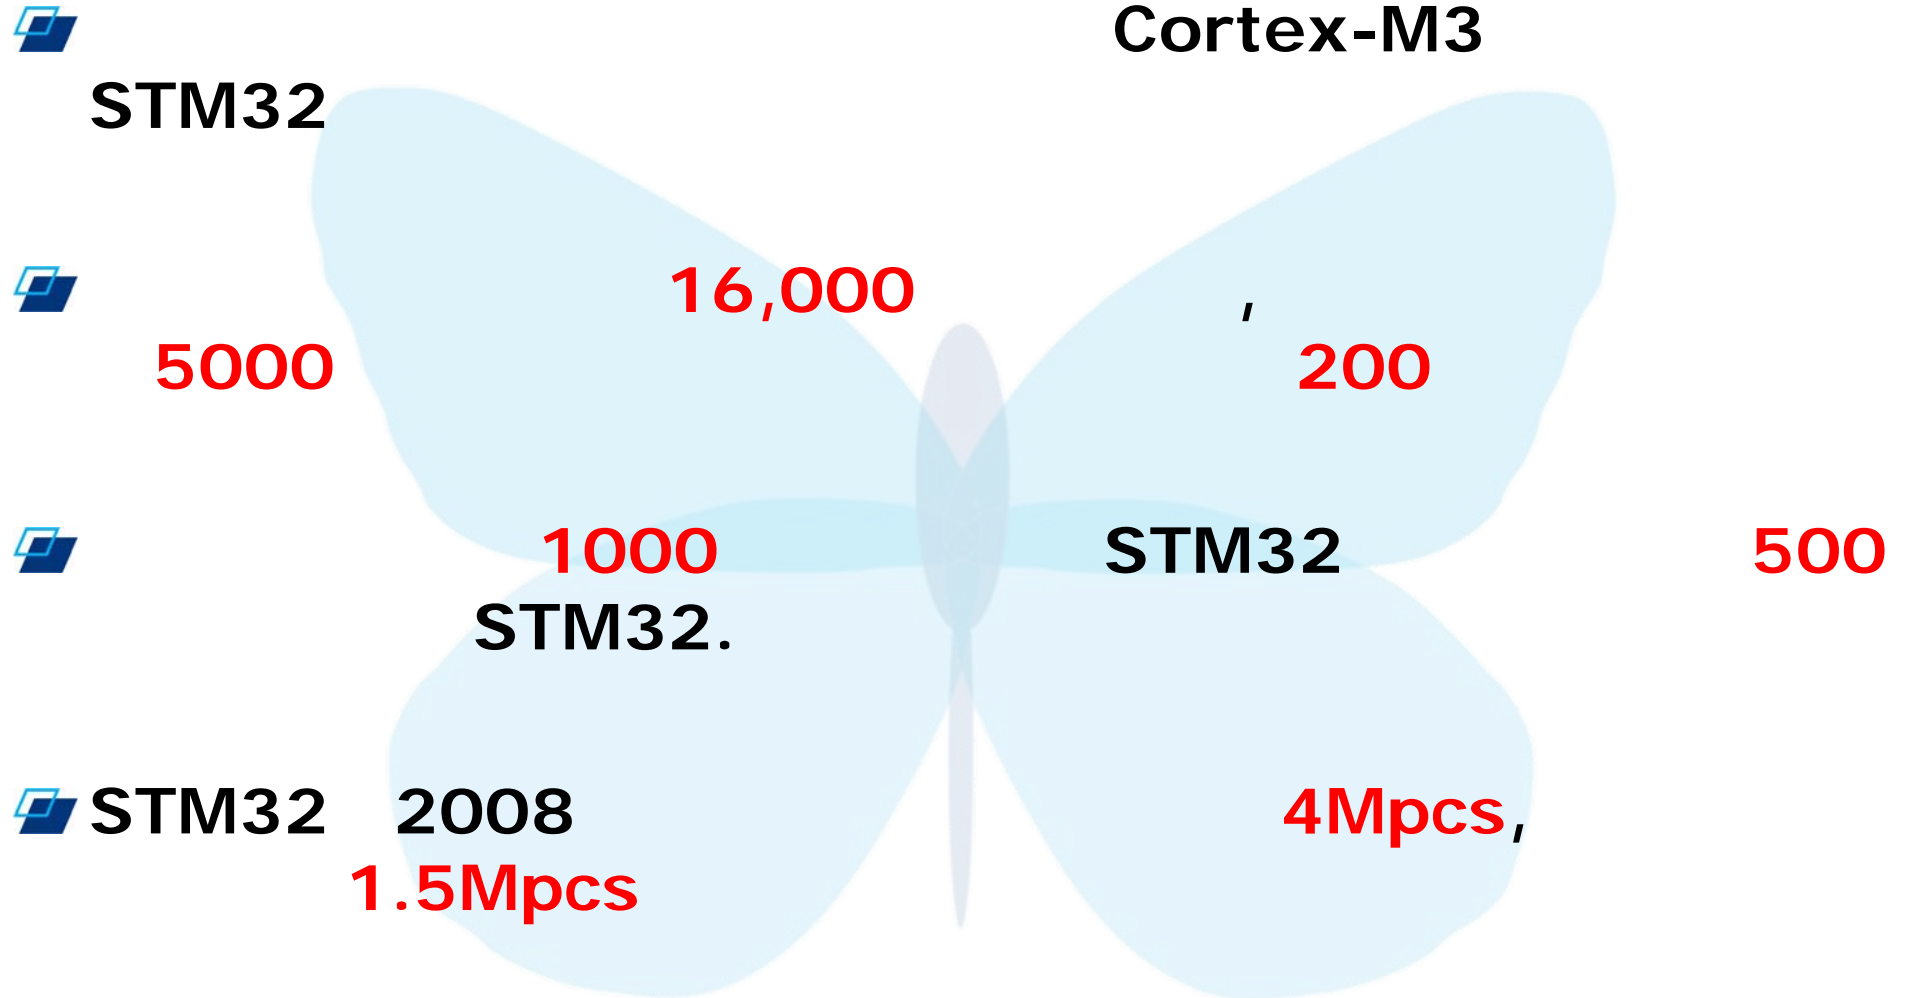 Cortex-M3
STM32
16,000 ,
5000 200
1000 STM32 500
STM32.
STM32 2008 4Mpcs,
1.5Mpcs